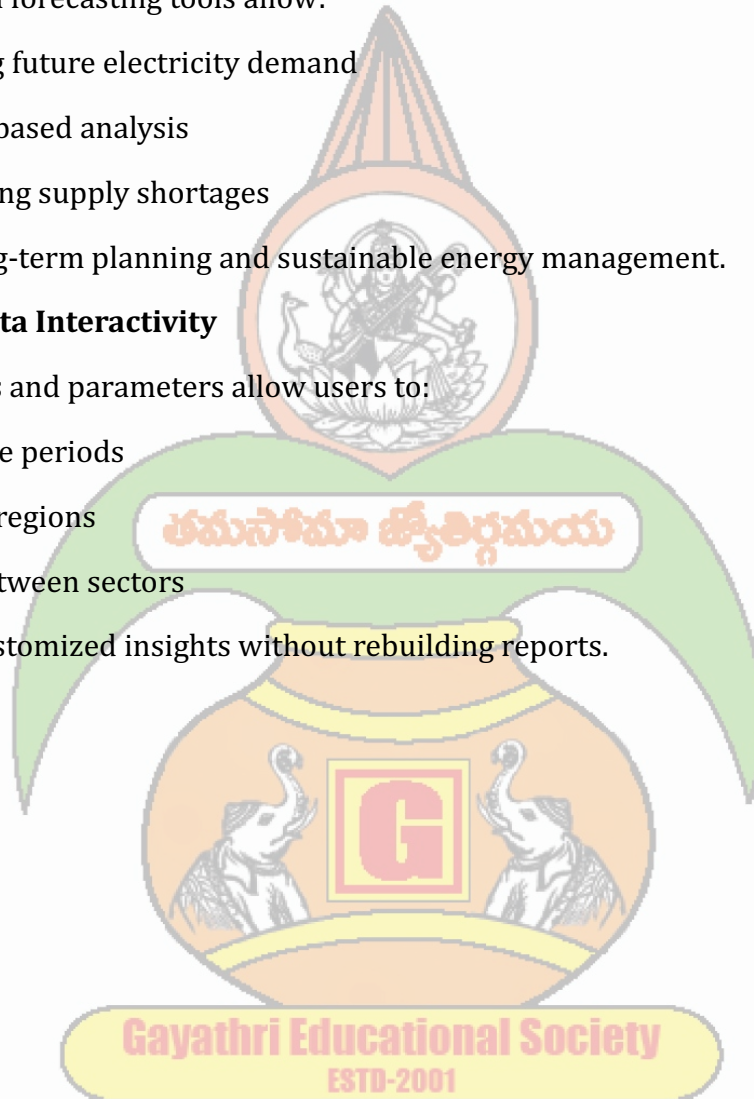 forecasting tools allow:
g future electricity demand
based analysis
ng supply shortages
g-term planning and sustainable energy management.
ta Interactivity
s and parameters allow users to:
e periods
regions
తమసోమా జ్యోతిర్గమయ
tween sectors
stomized insights without rebuilding reports.
G
Gayathri Educational Society
ESTD-2001